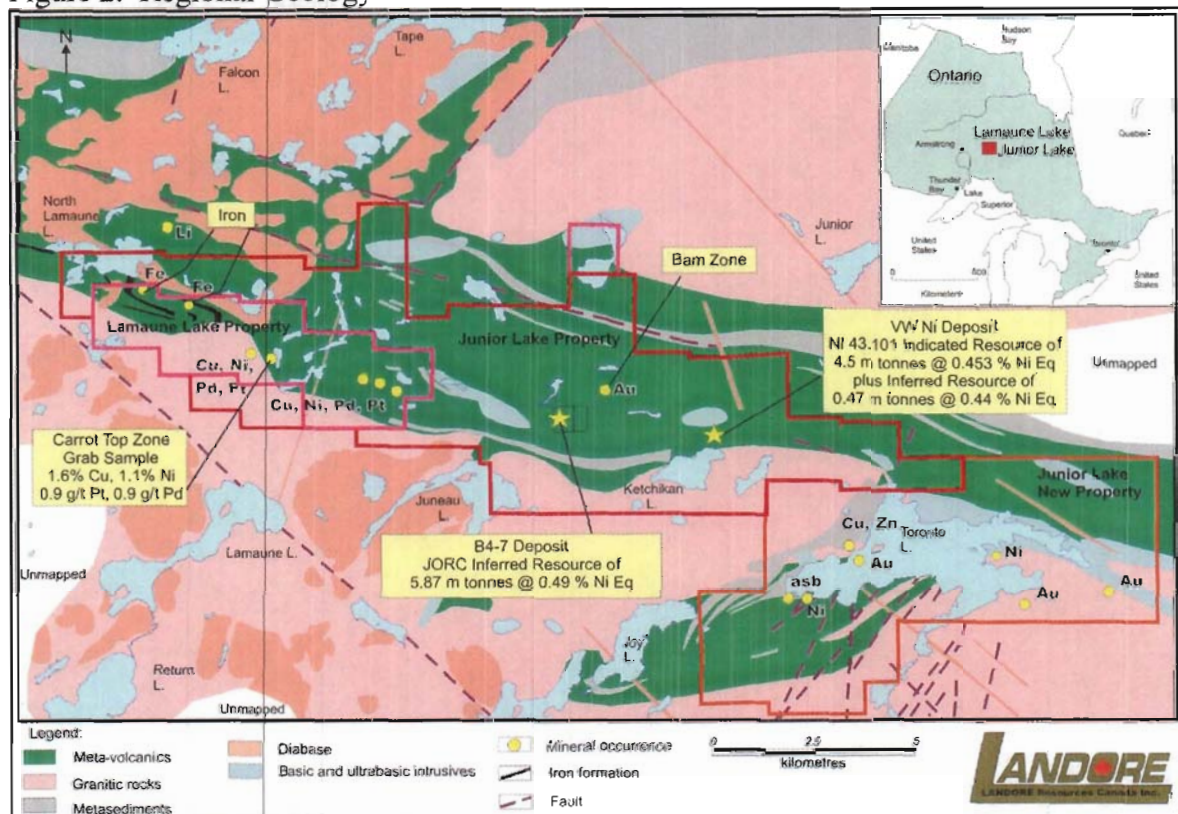 Figure 2: Regional Geology
N
Falcon
L.
Tape
L.
North
Lamaune
L.
Iron
Li
Fe
Fe
Lamaune Lake Property
Cu, Ni,
Pd, Pt
Cu, Ni, Pd, Pt
Carrot Top Zone
Grab Sample
1.6% Cu, 1.1% Ni
0.9 g/t Pt, 0.9 g/t Pd
Junior Lake Property
Bam Zone
Au
Junior
L.
VW Ni Deposit
NI 43.101 Indicated Resource of
4.5 m tonnes @ 0.453 % Ni Eq
plus Inferred Resource of
0.47 m tonnes @ 0.44 % Ni Eq
Unmapped
Junior Lake
New Property
Juneau
L.
Ketchikan
L.
B4-7 Deposit
JORC Inferred Resource of
5.87 m tonnes @ 0.49 % Ni Eq
Lamaune L.
Unmapped
Cu, Zn
Toronto
L.
Au
Ni
asb
Ni
Au
Au
Joy
L.
Return
L.
Unmapped
Manitoba
Hudson
Bay
Ontario
Lamaune Lake
Junior Lake
Armstrong
Quebec
Thunder
Bay
Lake
Superior
United
States
Toronto
United
States
0
Kilometers
Legend:
Meta-volcanics
Granitic rocks
Metasediments
Diabase
Basic and ultrabasic intrusives
Mineral occurrence
Iron formation
Fault
0 2.5 5
kilometres
LANDORE
LANDORE Resources Canada Inc.